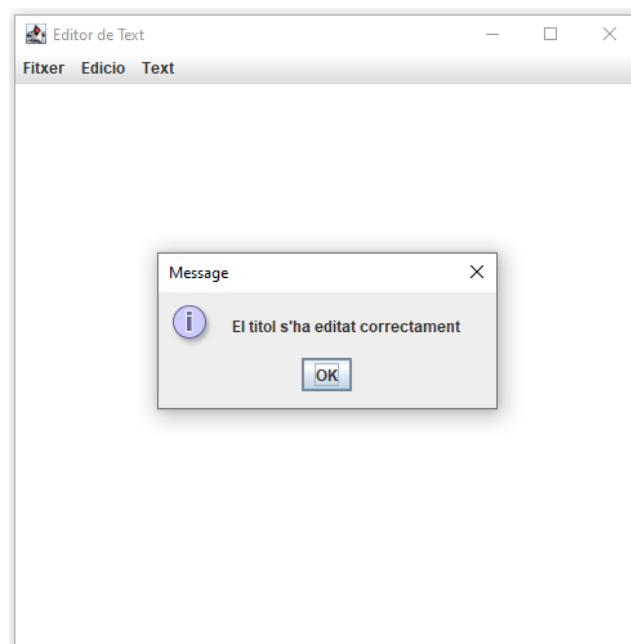 Editor de Text
Fitxer Edicio Text
Message
El titol s'ha editat correctament
OK